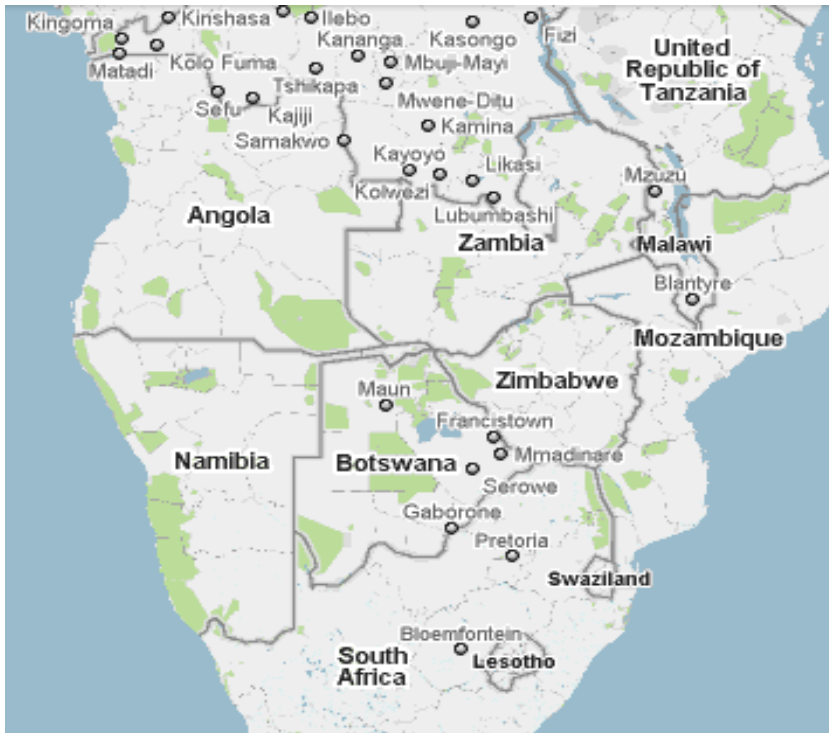 Kingoma
Kinshasa
Ilebo
Kananga
Kasongo
Fizi
Matadi
Kolo Fuma
Tshikapa
Mbuji-Mayi
United
Republic of
Tanzania
Sefu
Kajiji
Mwene-Ditu
Samakwo
Kamina
Kayoyo
Likasi
Mzuzu
Kolwezi
Lubumbashi
Angola
Zambia
Malawi
Blantyre
Mozambique
Maun
Zimbabwe
Francistown
Namibia
Botswana
Mmadinare
Serowe
Gaborone
Pretoria
Swaziland
Bloemfontein
South
Africa
Lesotho